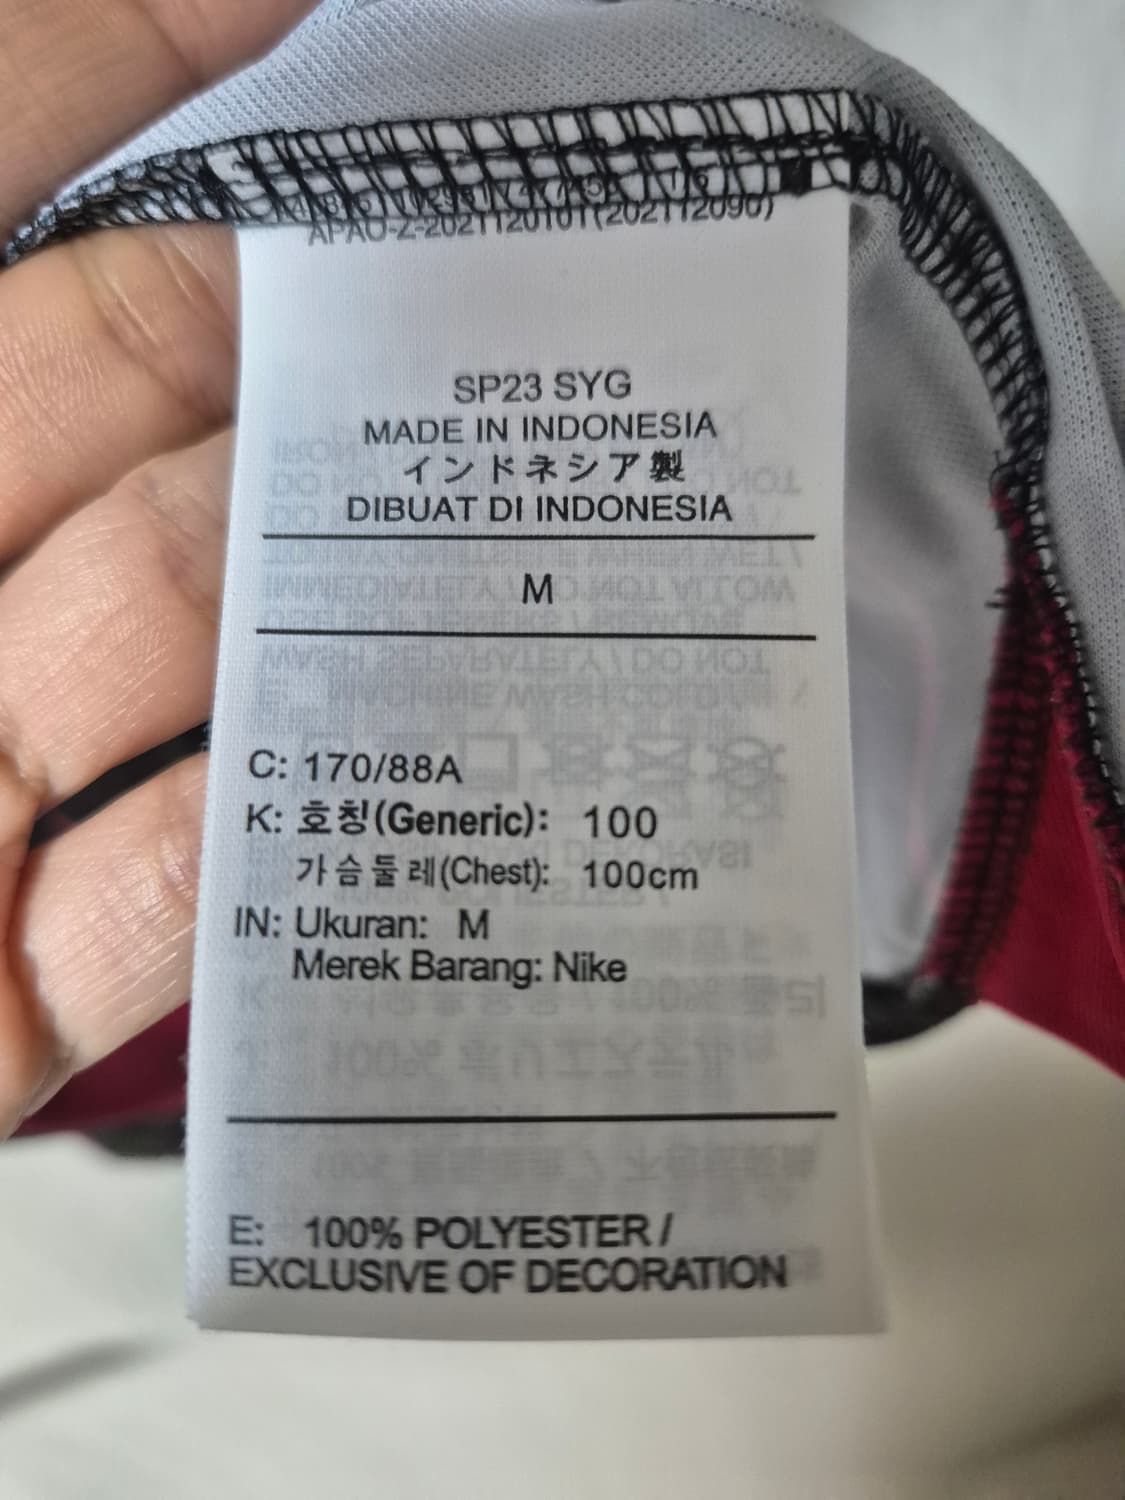 APAO-Z-2021120101(202112090)
SP23 SYG
MADE IN INDONESIA
インドネシア製
DIBUAT DI INDONESIA
M
C: 170/88A
K: 호칭(Generic): 100
가슴둘레(Chest): 100cm
IN: Ukuran: M
Merek Barang: Nike
E: 100% POLYESTER /
EXCLUSIVE OF DECORATION